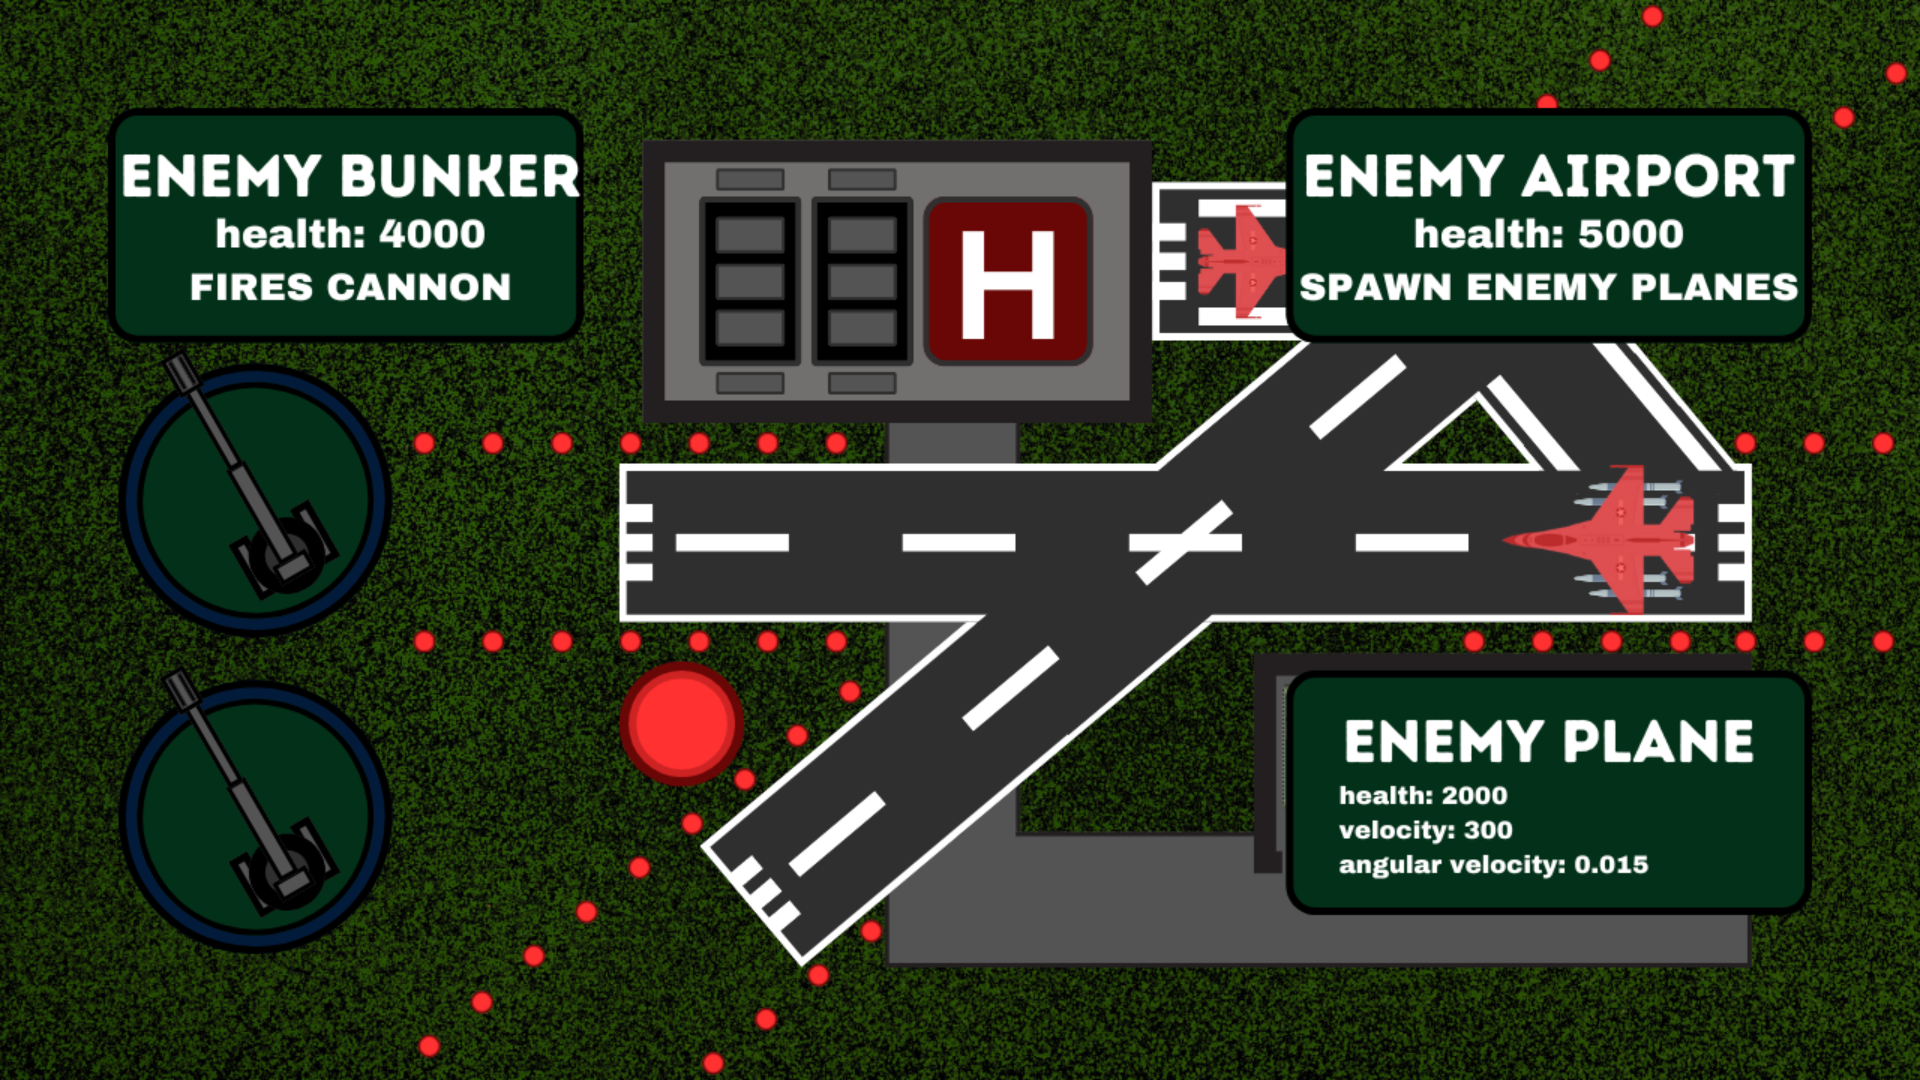 ENEMY BUNKER
health: 4000
FIRES CANNON
H
ENEMY AIRPORT
health: 5000
SPAWN ENEMY PLANES
ENEMY PLANE
health: 2000
velocity: 300
angular velocity: 0.015